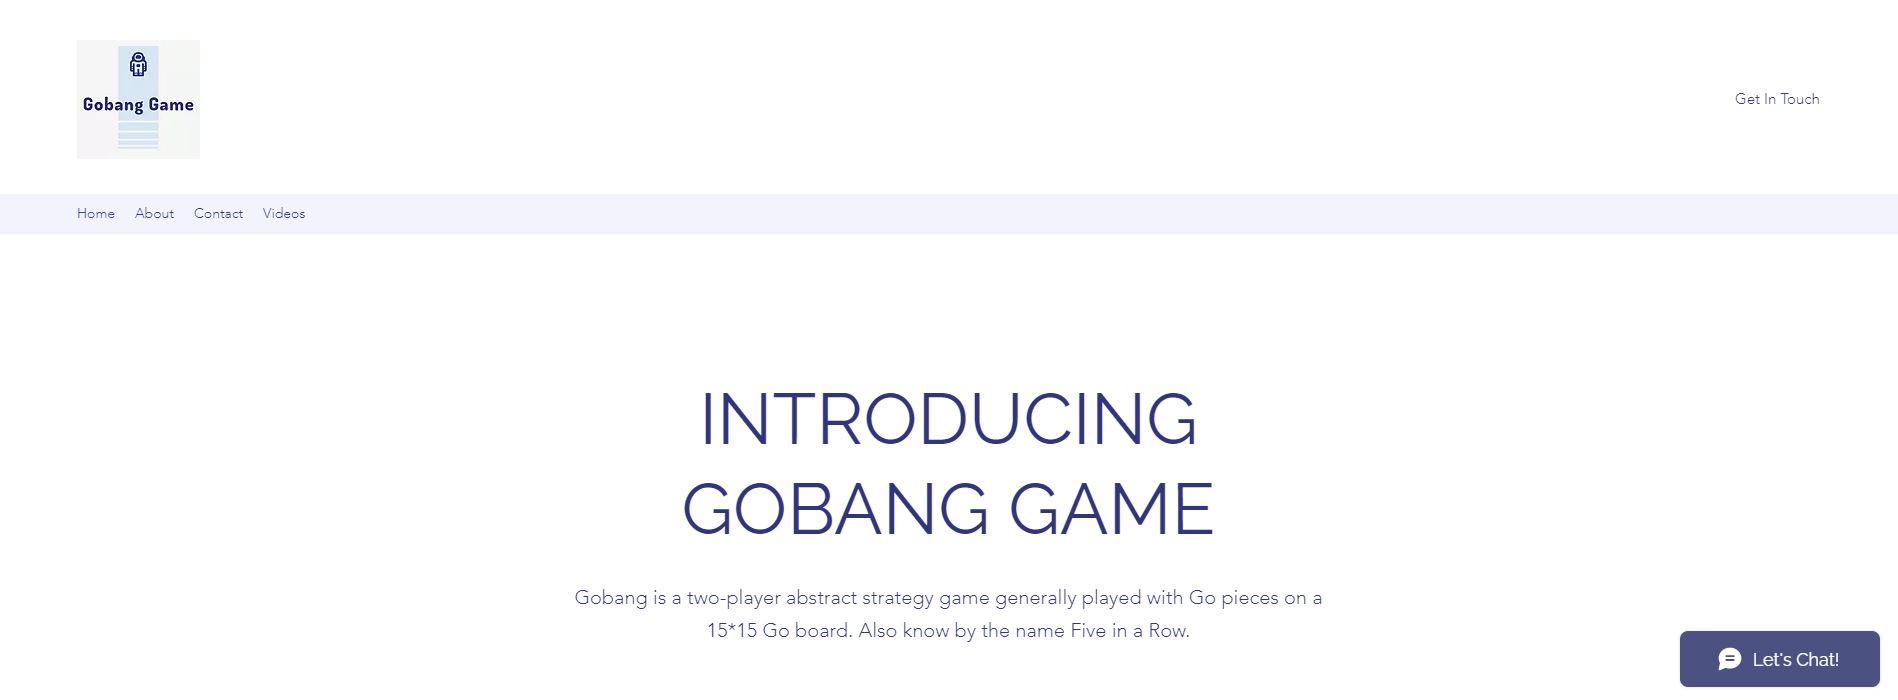 Gobang Game
Get In Touch
Home About Contact Videos
INTRODUCING
GOBANG GAME
Gobang is a two-player abstract strategy game generally played with Go pieces on a
15*15 Go board. Also know by the name Five in a Row.
Let's Chat!